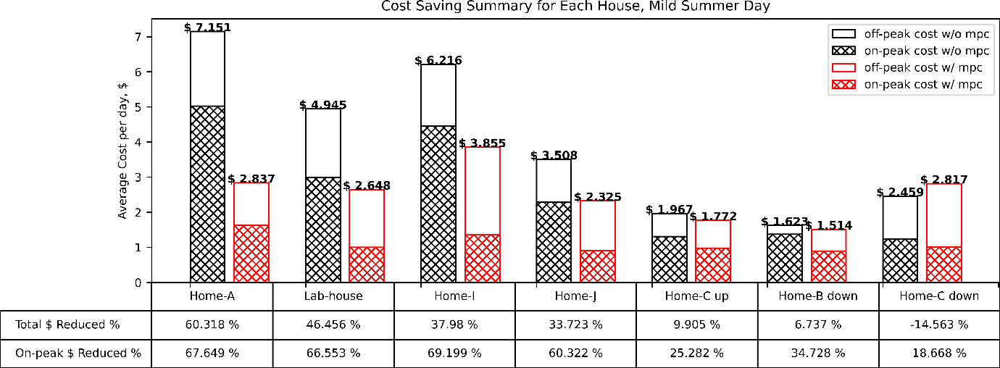 Cost Saving Summary for Each House, Mild Summer Day
Average Cost per day, $
7
6
5
4
3
2
1
0
$ 7.151
$ 2.837
$ 4.945
$ 2.648
$ 6.216
$ 3.855
$ 3.508
$ 2.325
$ 1.967
$ 1.772
$ 1.623
$ 1.514
$ 2.459
$ 2.817
off-peak cost w/o mpc
on-peak cost w/o mpc
off-peak cost w/ mpc
on-peak cost w/ mpc
Home-A Lab-house Home-I Home-J Home-C up Home-B down Home-C down
Total $ Reduced % 60.318 % 46.456 % 37.98 % 33.723 % 9.905 % 6.737 % -14.563 %
On-peak $ Reduced % 67.649 % 66.553 % 69.199 % 60.322 % 25.282 % 34.728 % 18.668 %